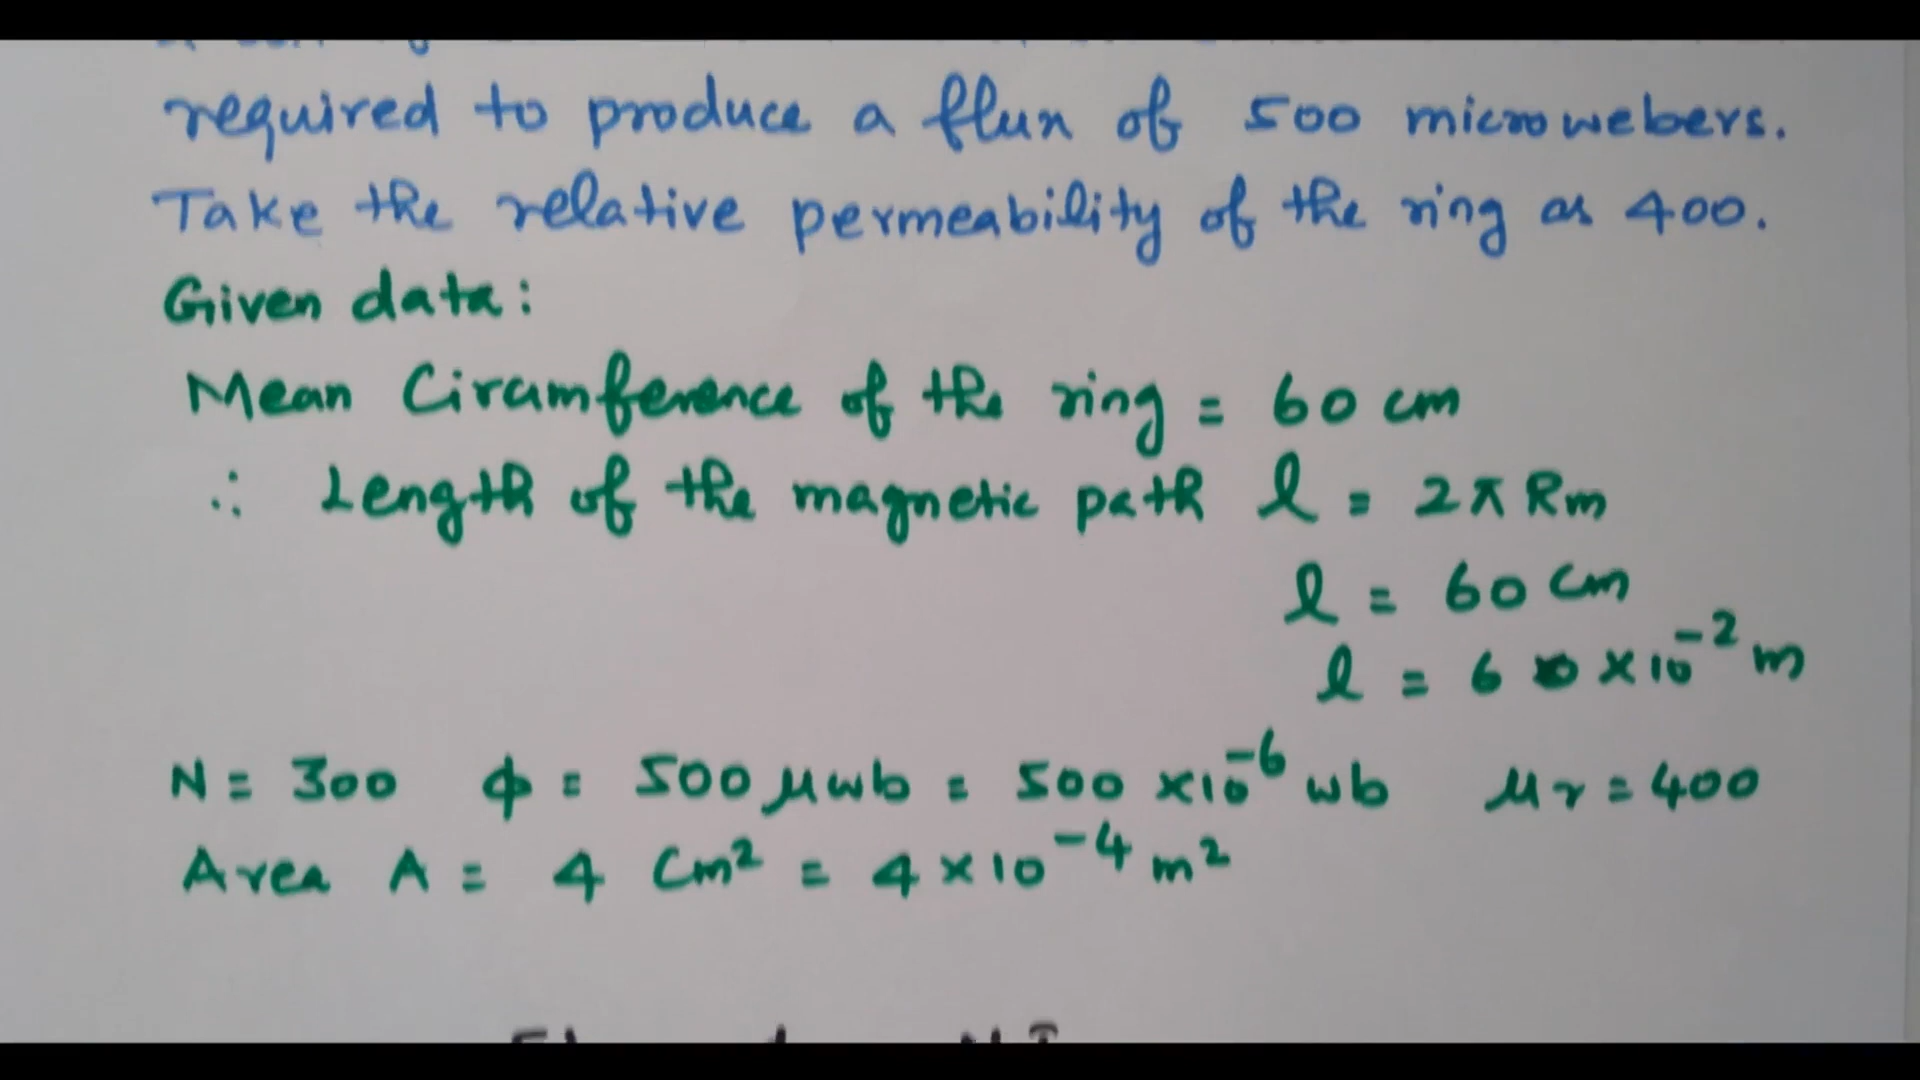 required to produce a flux of 500 microwebers.
Take the relative permeability of the ring as 400.
Given data:
Mean Circumference of the ring = 60 cm
∴ Length of the magnetic path l = 2π Rm
l = 60 cm
l = 60 × 10⁻² m
N = 300 ϕ = 500 μwb = 500 × 10⁻⁶ wb μr = 400
Area A = 4 Cm² = 4 × 10⁻⁴ m²